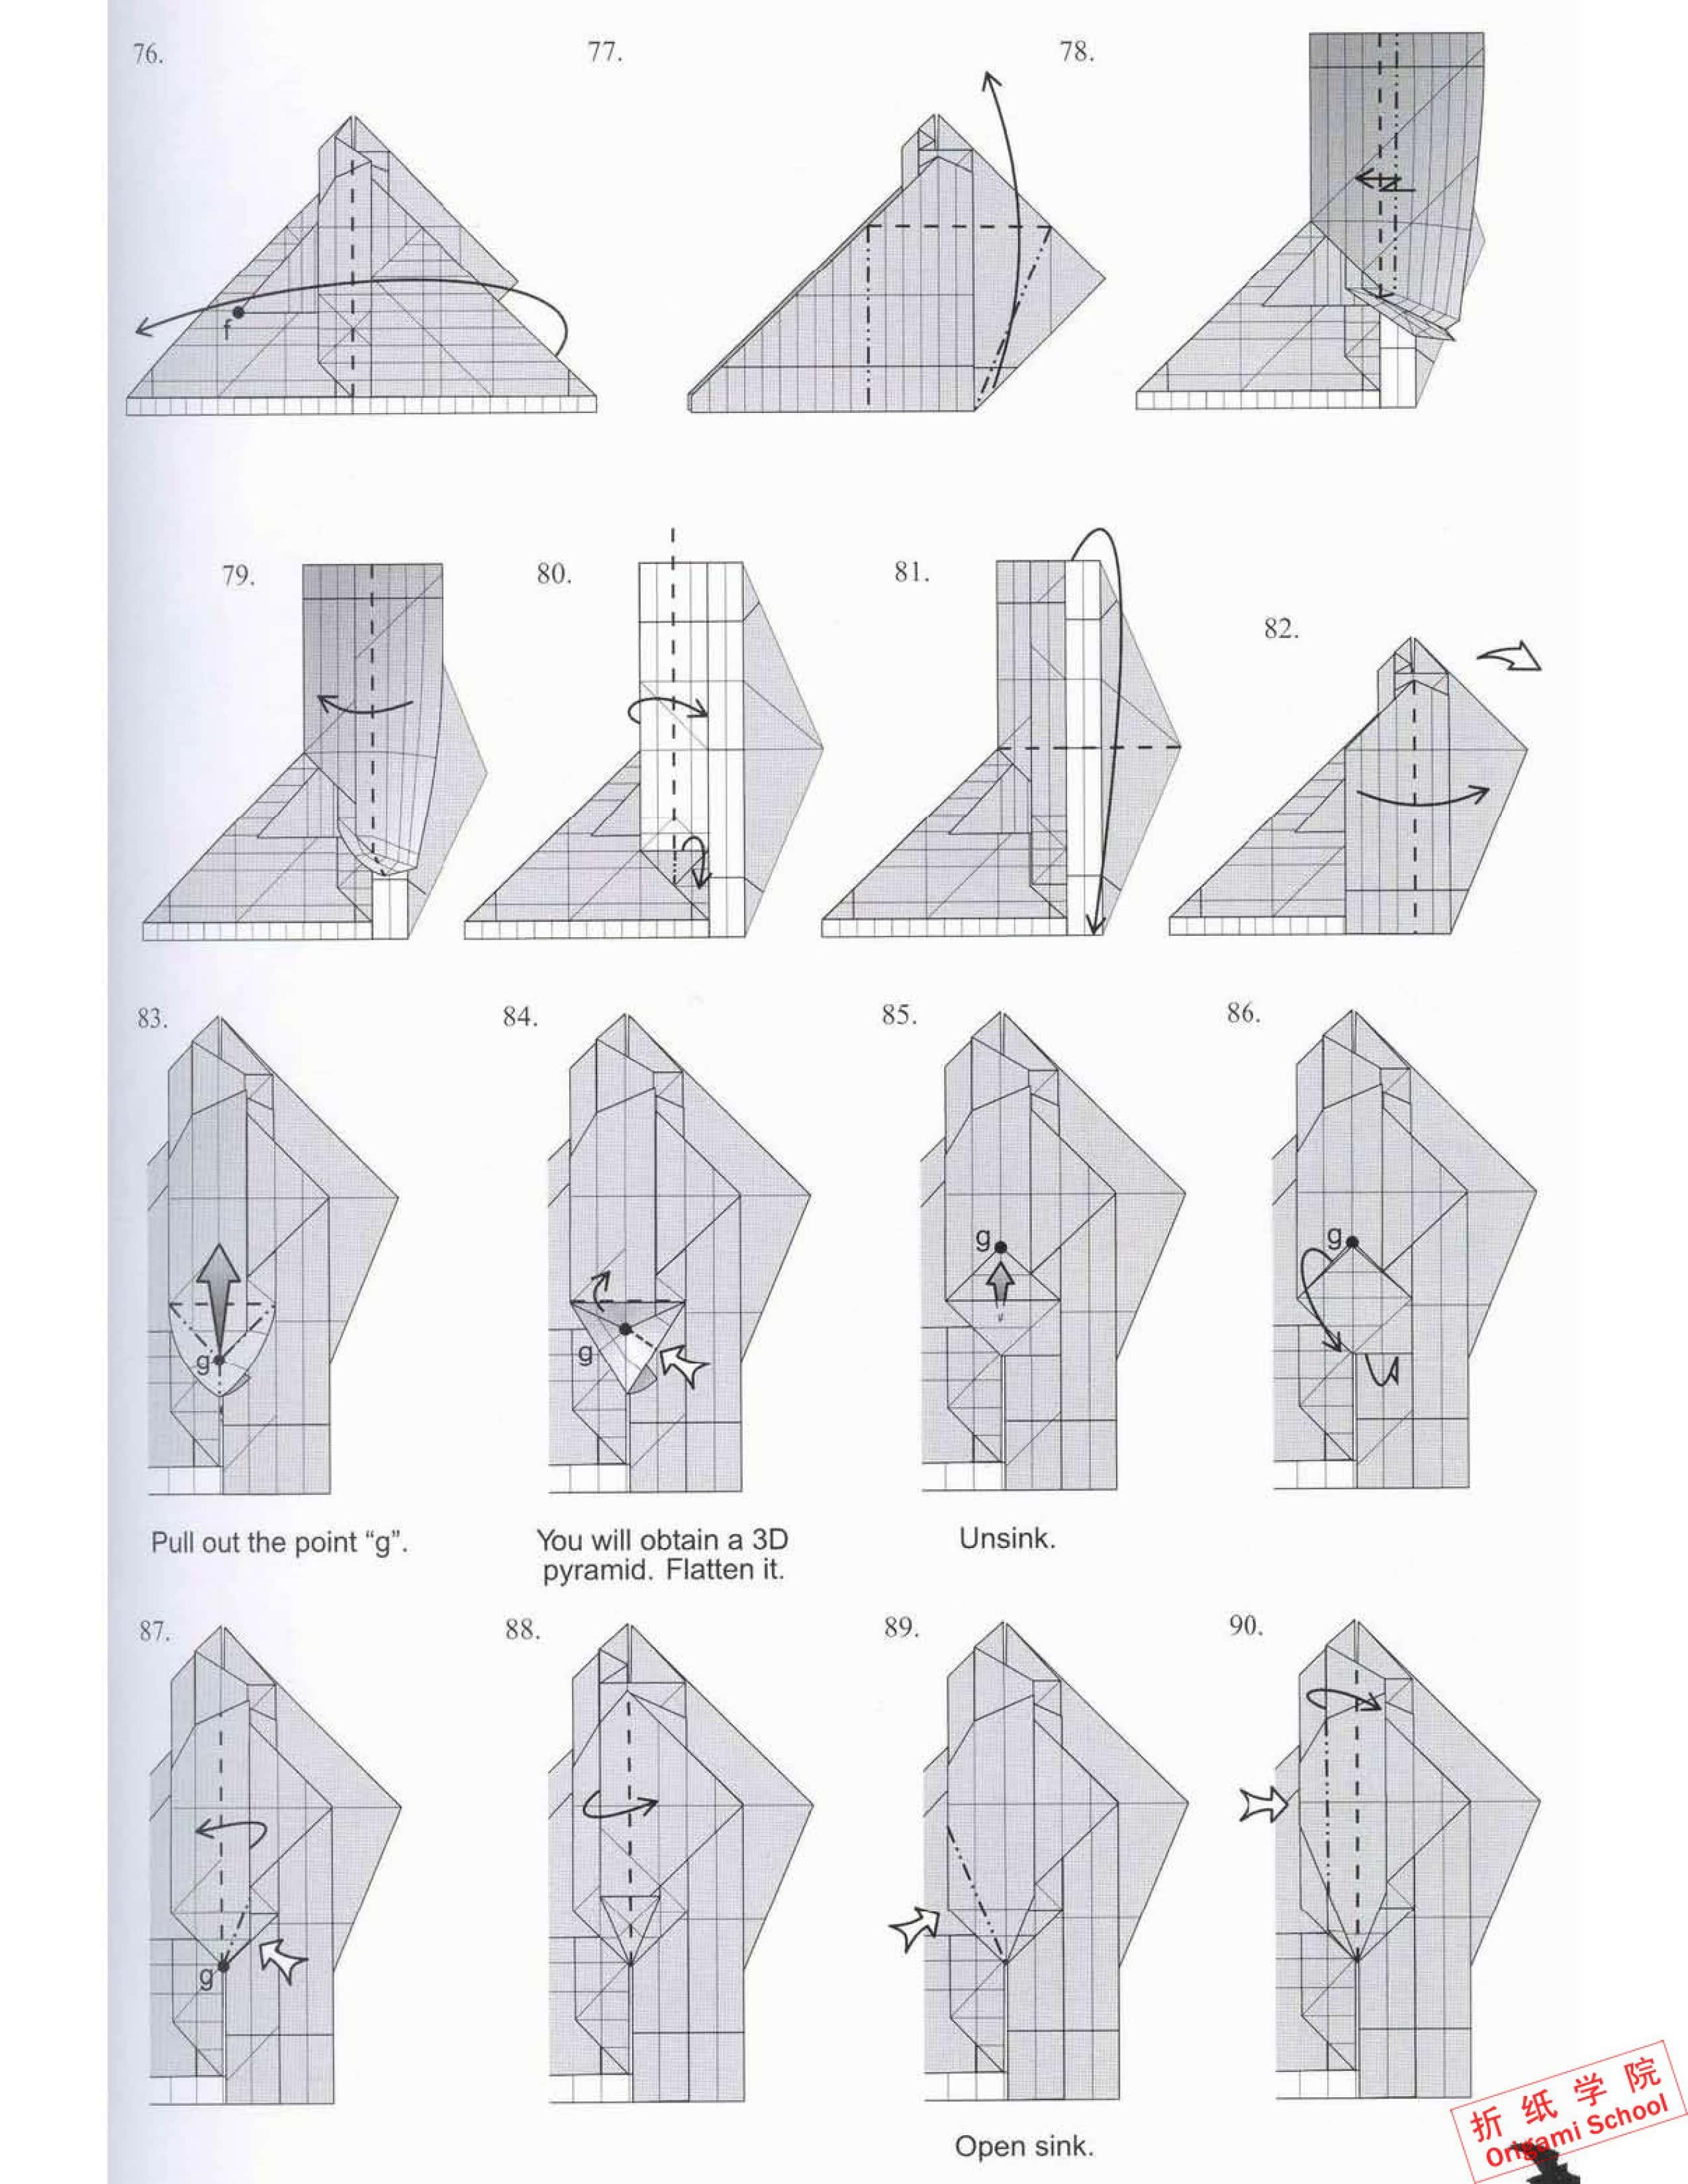 76.
77.
78.
f
79.
80.
81.
82.
83.
84.
85.
86.
g
g
g
g
Pull out the point “g”.
You will obtain a 3D
pyramid. Flatten it.
Unsink.
87.
88.
89.
90.
g
Open sink.
折纸学院
Origami School